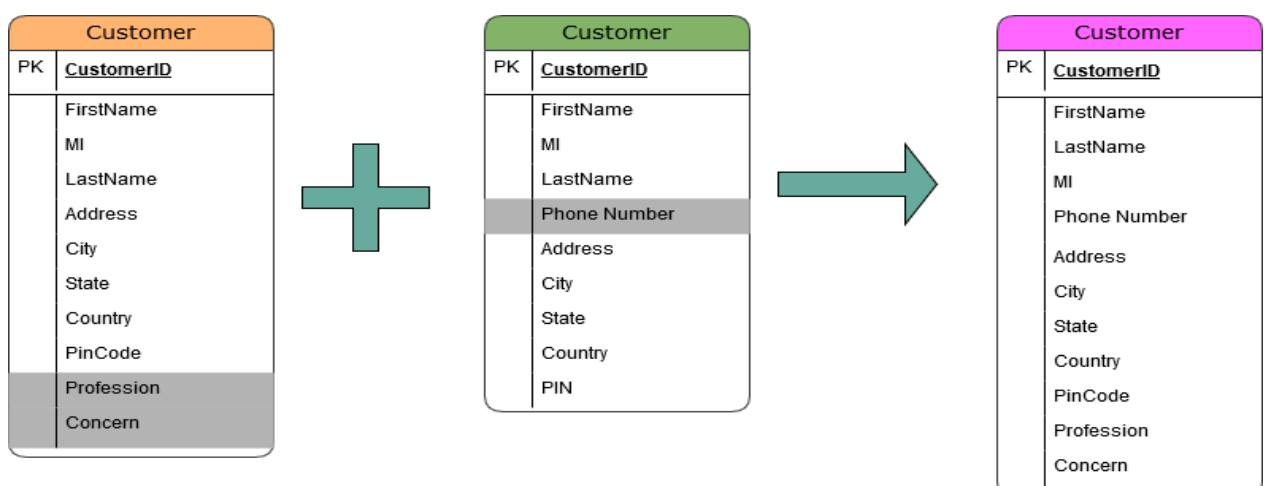 Customer
PK CustomerID
FirstName
MI
LastName
Address
City
State
Country
PinCode
Profession
Concern
Customer
PK CustomerID
FirstName
MI
LastName
Phone Number
Address
City
State
Country
PIN
Customer
PK CustomerID
FirstName
LastName
MI
Phone Number
Address
City
State
Country
PinCode
Profession
Concern